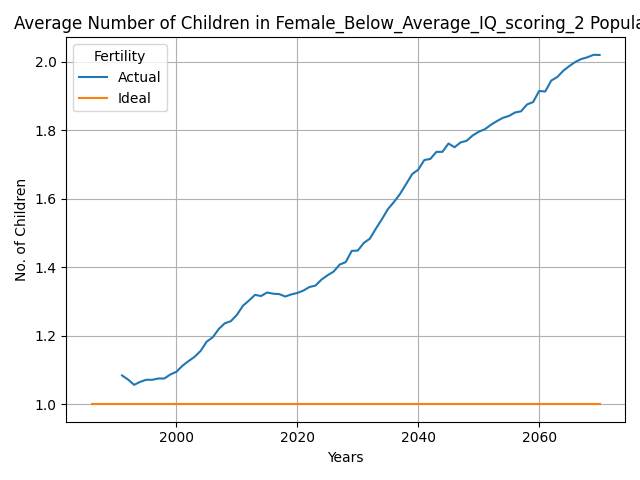 Average Number of Children in Female_Below_Average_IQ_scoring_2 Popula
Fertility
Actual
Ideal
No. of Children
2.0
1.8
1.6
1.4
1.2
1.0
2000 2020 2040 2060
Years